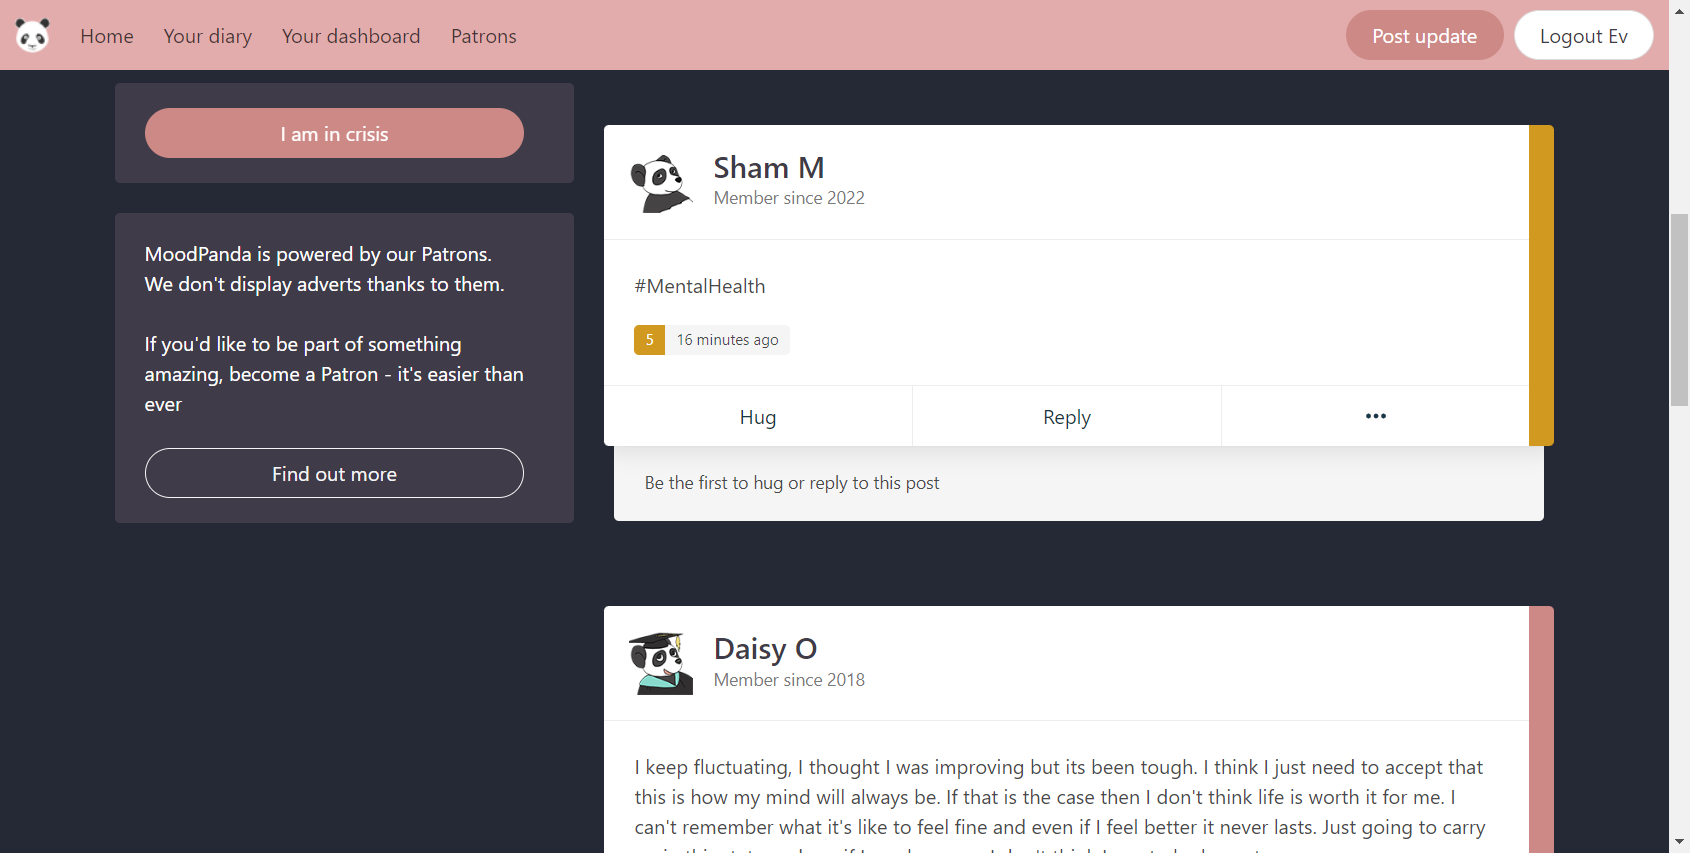 Home Your diary Your dashboard Patrons Post update Logout Ev
I am in crisis
MoodPanda is powered by our Patrons.
We don't display adverts thanks to them.
If you'd like to be part of something
amazing, become a Patron - it's easier than
ever
Find out more
Sham M
Member since 2022
#MentalHealth
5 16 minutes ago
Hug Reply •••
Be the first to hug or reply to this post
Daisy O
Member since 2018
I keep fluctuating, I thought I was improving but its been tough. I think I just need to accept that
this is how my mind will always be. If that is the case then I don't think life is worth it for me. I
can't remember what it's like to feel fine and even if I feel better it never lasts. Just going to carry